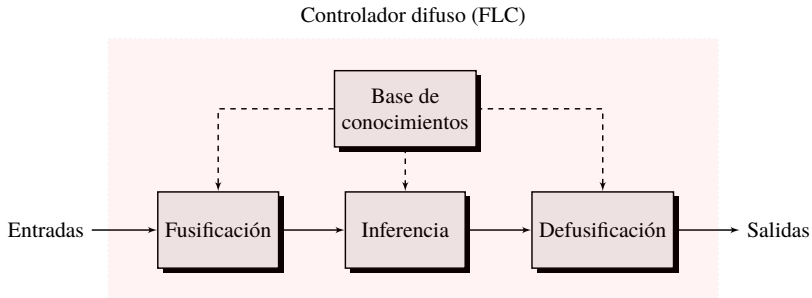 Controlador difuso (FLC)
Base de
conocimientos
Entradas
Fusificación
Inferencia
Defusificación
Salidas